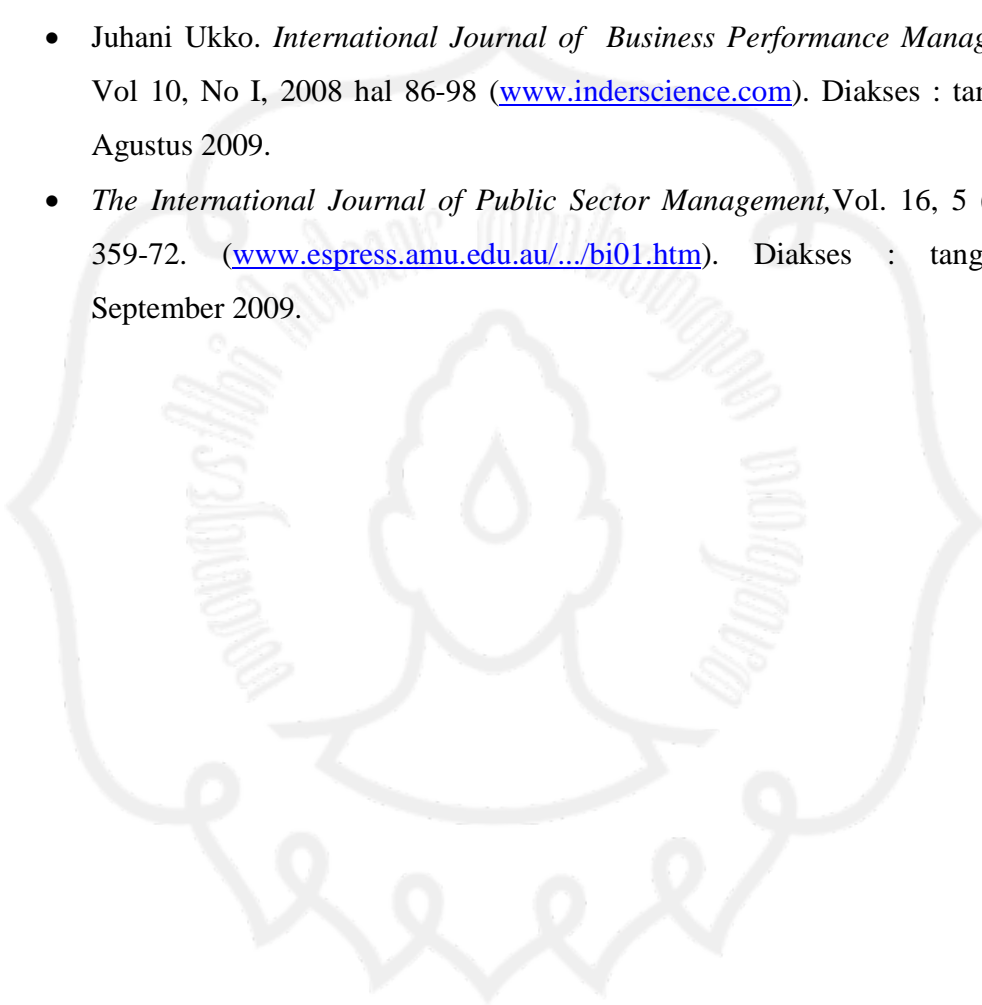 • Juhani Ukko. International Journal of Business Performance Manag
Vol 10, No I, 2008 hal 86-98 (www.inderscience.com). Diakses : tan
Agustus 2009.
• The International Journal of Public Sector Management,Vol. 16, 5 (
359-72. (www.espress.amu.edu.au/.../bi01.htm). Diakses : tang
September 2009.